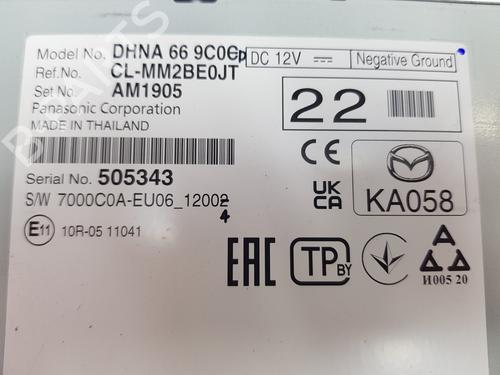 Model No. DHNA 66 9C0C D
DC 12V
Negative Ground
Ref.No. CL-MM2BE0JT
Set No. AM1905
Panasonic Corporation
MADE IN THAILAND
22
Serial No. 505343
S/W 7000C0A-EU06_12002
4
CE
UK
CA
KA058
E11
10R-05 11041
EAC
TP
BY
И005 20